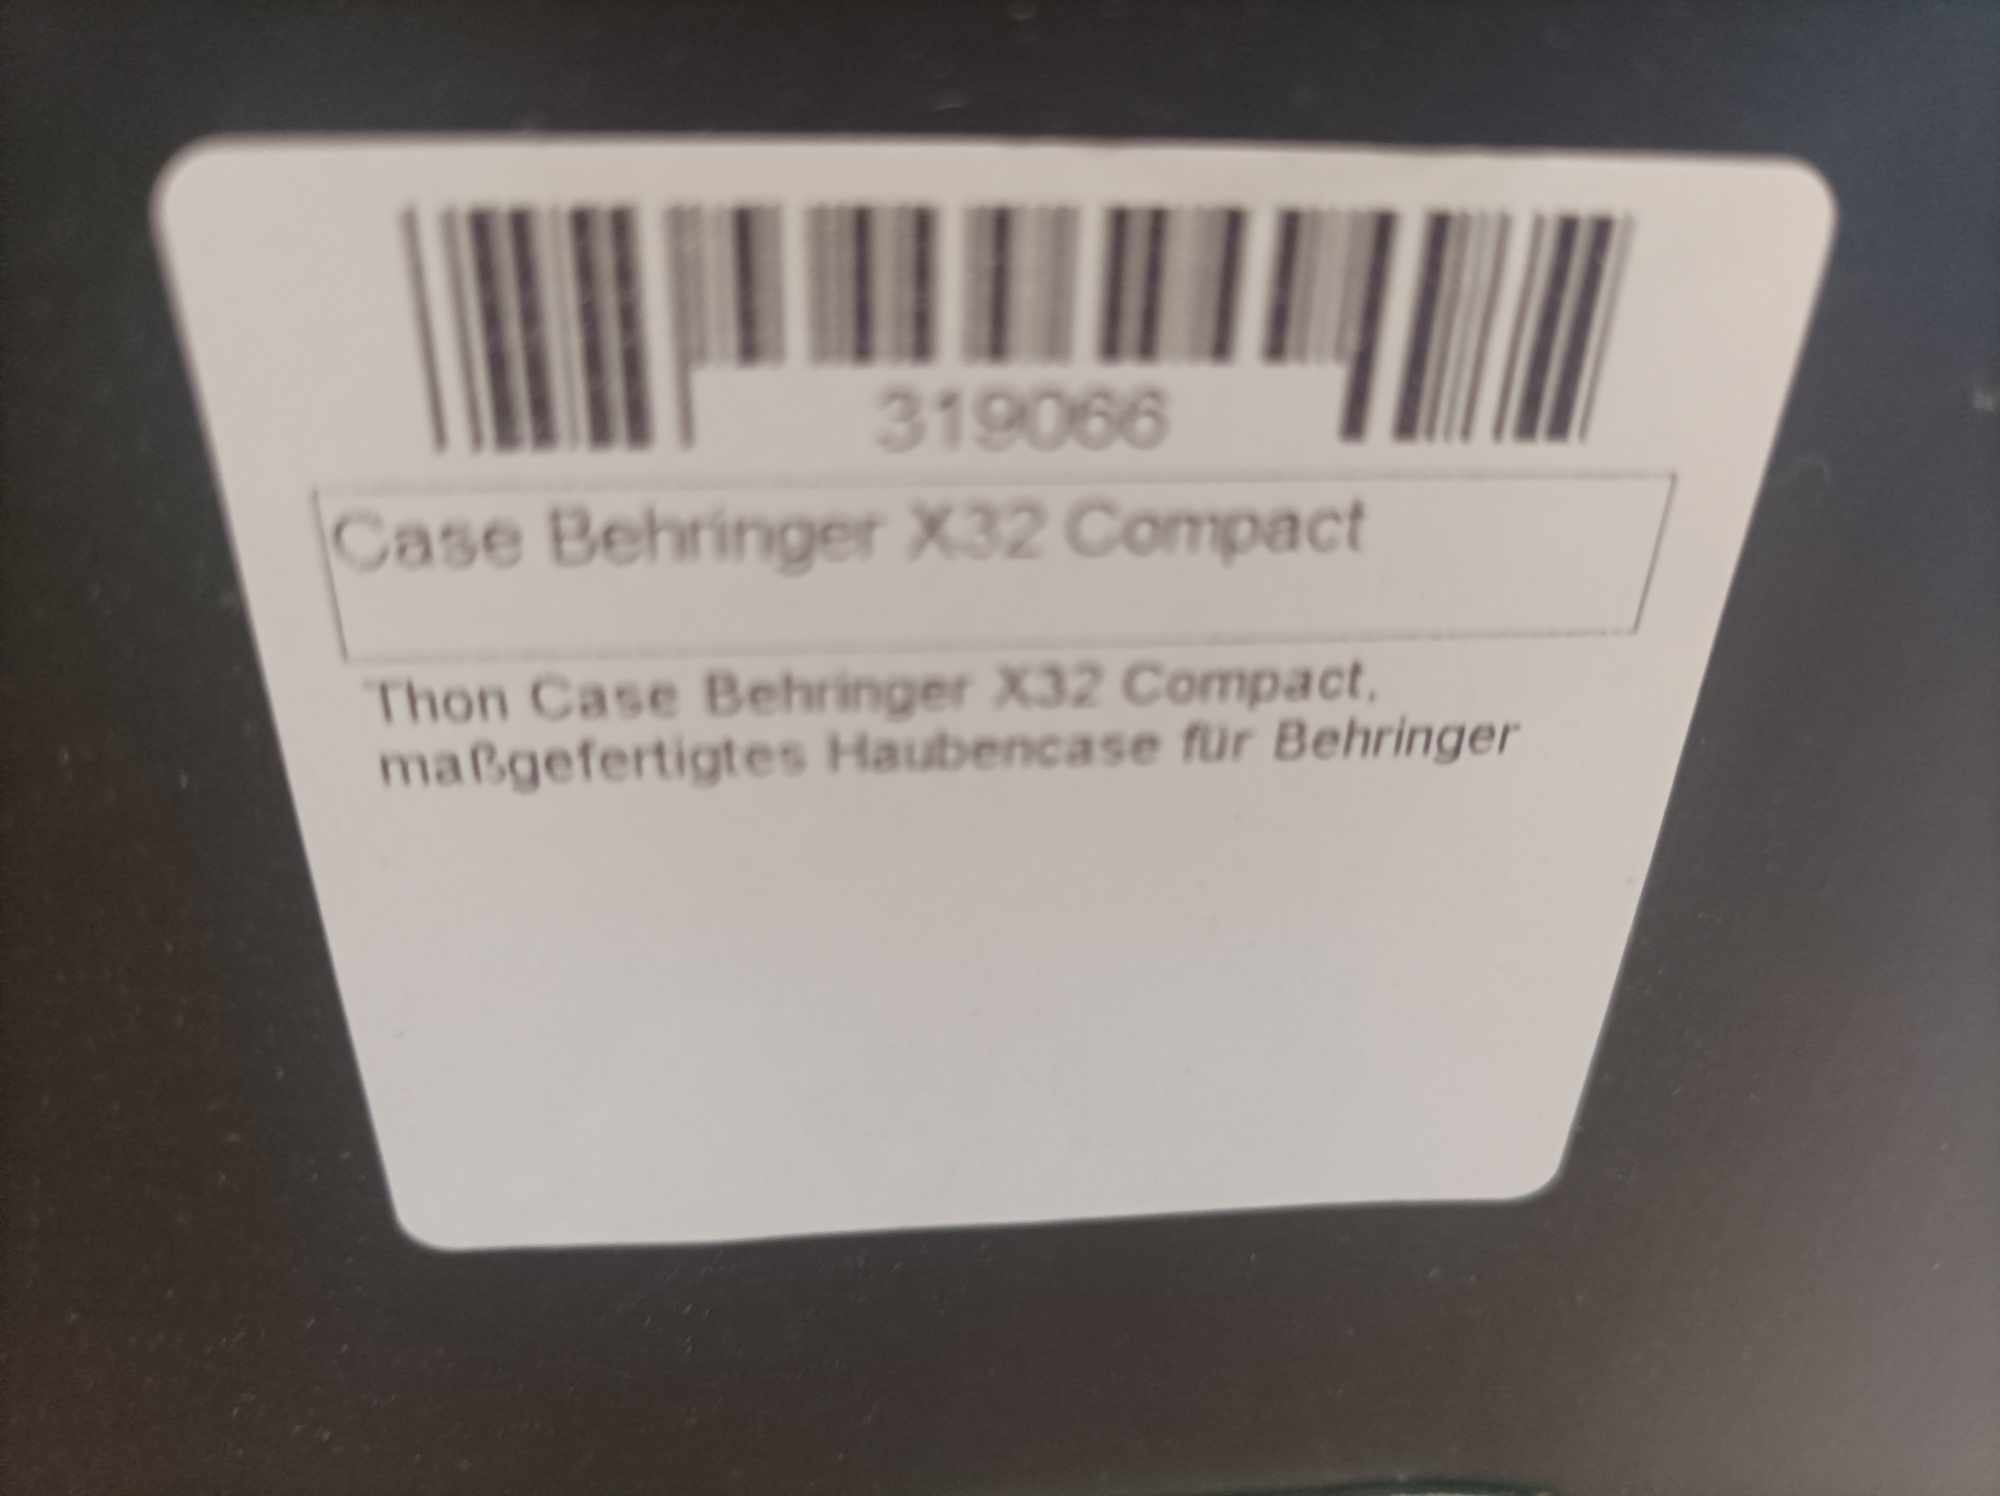 319066
Case Behringer X32 Compact
Thon Case Behringer X32 Compact,
maßgefertigtes Haubencase für Behringer